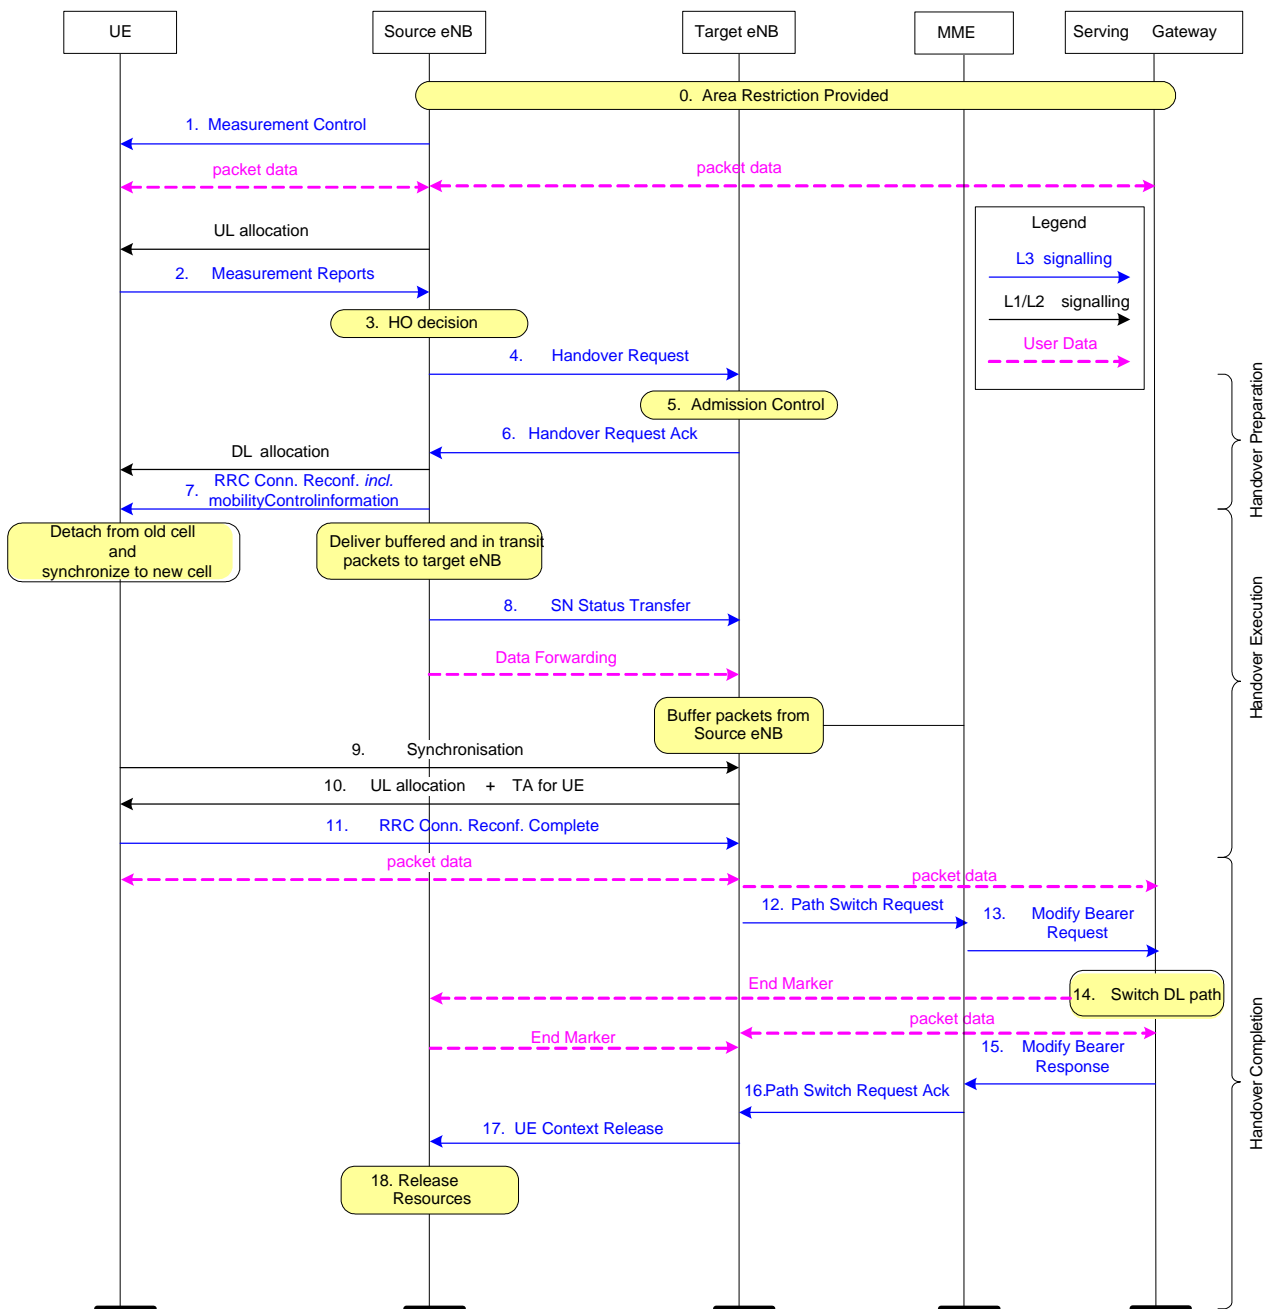 UE
Source eNB
Target eNB
MME
Serving Gateway
0. Area Restriction Provided
1. Measurement Control
packet data
packet data
Legend
L3 signalling
L1/L2 signalling
User Data
UL allocation
2. Measurement Reports
3. HO decision
4. Handover Request
5. Admission Control
6. Handover Request Ack
DL allocation
7. RRC Conn. Reconf. incl.
mobilityControlinformation
Handover Preparation
Detach from old cell
and
synchronize to new cell
Deliver buffered and in transit
packets to target eNB
8. SN Status Transfer
Data Forwarding
Buffer packets from
Source eNB
9. Synchronisation
10. UL allocation + TA for UE
11. RRC Conn. Reconf. Complete
Handover Execution
packet data
packet data
12. Path Switch Request
13. Modify Bearer
Request
End Marker
14. Switch DL path
packet data
End Marker
15. Modify Bearer
Response
16.Path Switch Request Ack
17. UE Context Release
18. Release
Resources
Handover Completion